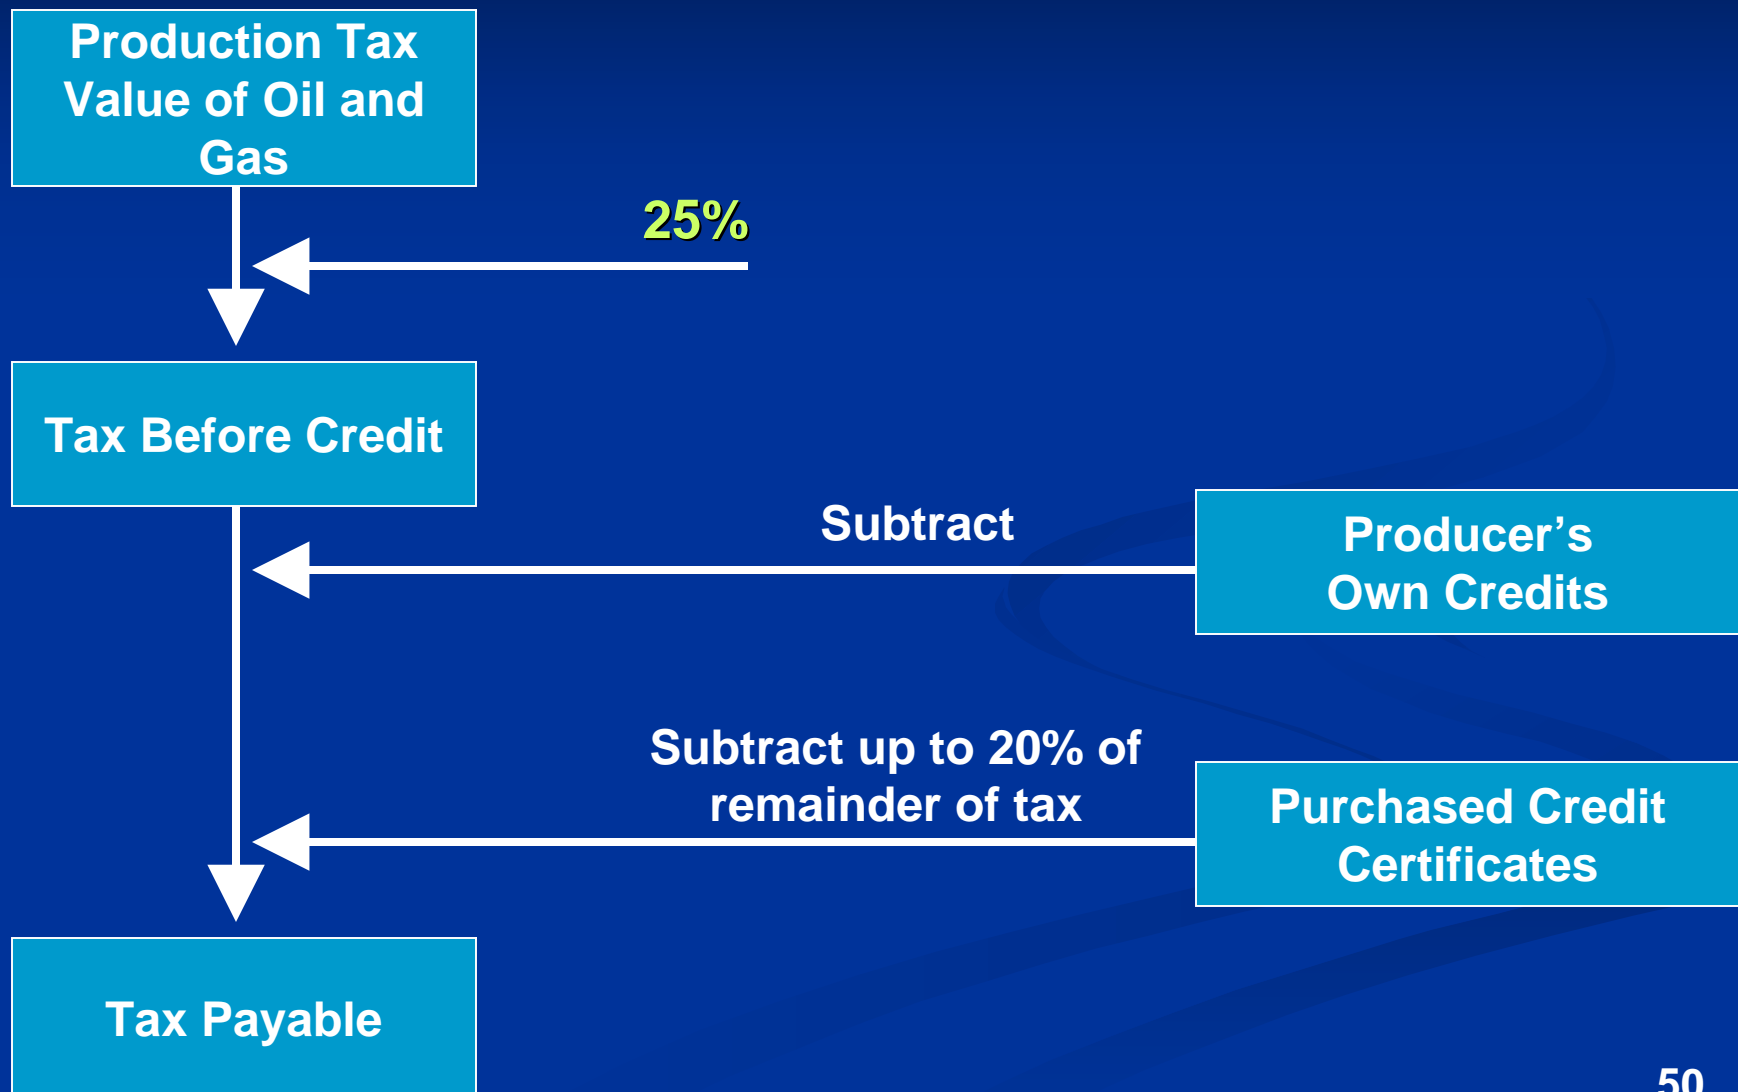 Production Tax
Value of Oil and
Gas
25%
Tax Before Credit
Subtract
Producer’s
Own Credits
Subtract up to 20% of
remainder of tax
Purchased Credit
Certificates
Tax Payable
50